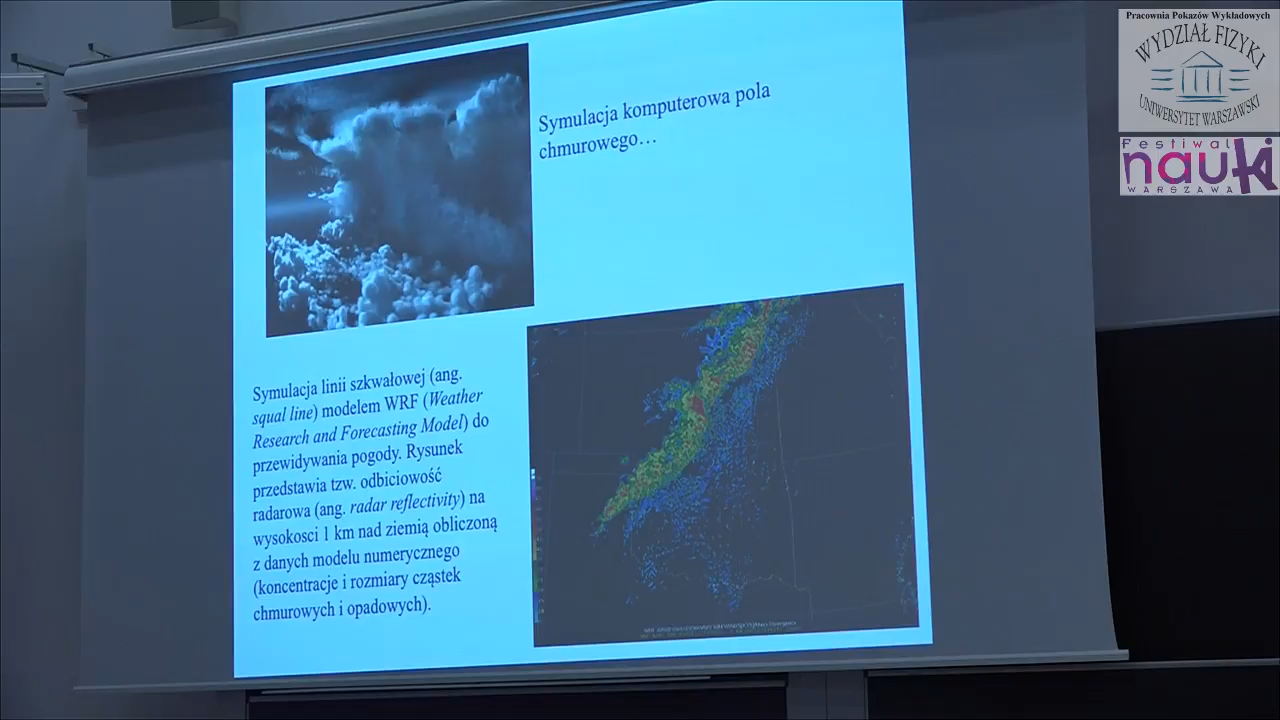 Pracownia Pokazów Wykładowych
WYDZIAŁ FIZYKI
UNIWERSYTET WARSZAWSKI
Festiwal
nauki
WARSZAWA
Symulacja komputerowa pola
chmurowego…
Symulacja linii szkwałowej (ang.
squal line) modelem WRF (Weather
Research and Forecasting Model) do
przewidywania pogody. Rysunek
przedstawia tzw. odbiciowość
radarowa (ang. radar reflectivity) na
wysokosci 1 km nad ziemią obliczoną
z danych modelu numerycznego
(koncentracje i rozmiary cząstek
chmurowych i opadowych).